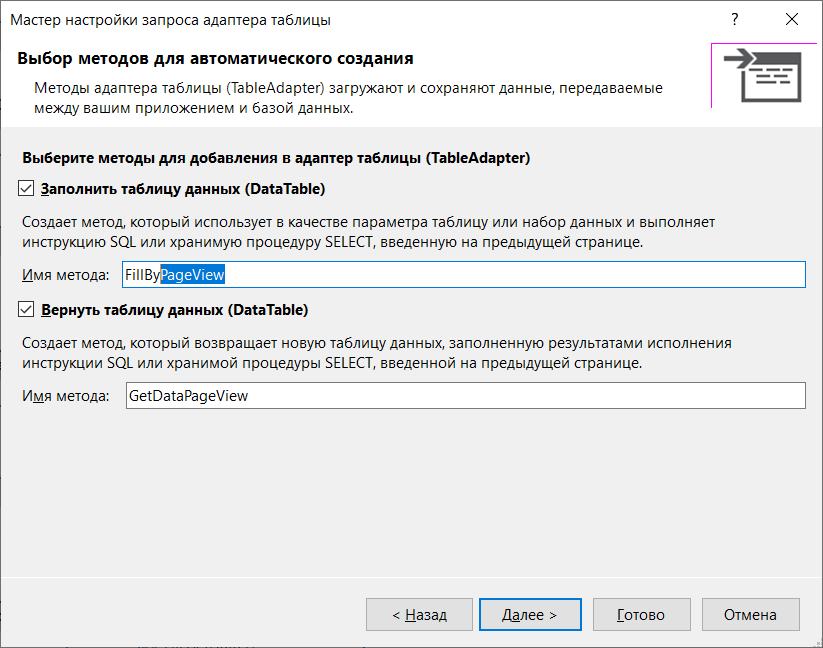 Мастер настройки запроса адаптера таблицы
?
Выбор методов для автоматического создания
Методы адаптера таблицы (TableAdapter) загружают и сохраняют данные, передаваемые
между вашим приложением и базой данных.
Выберите методы для добавления в адаптер таблицы (TableAdapter)
Заполнить таблицу данных (DataTable)
Создает метод, который использует в качестве параметра таблицу или набор данных и выполняет
инструкцию SQL или хранимую процедуру SELECT, введенную на предыдущей странице.
Имя метода: FillByPageView
Вернуть таблицу данных (DataTable)
Создает метод, который возвращает новую таблицу данных, заполненную результатами исполнения
инструкции SQL или хранимой процедуры SELECT, введенной на предыдущей странице.
Имя метода: GetDataPageView
< Назад Далее > Готово Отмена